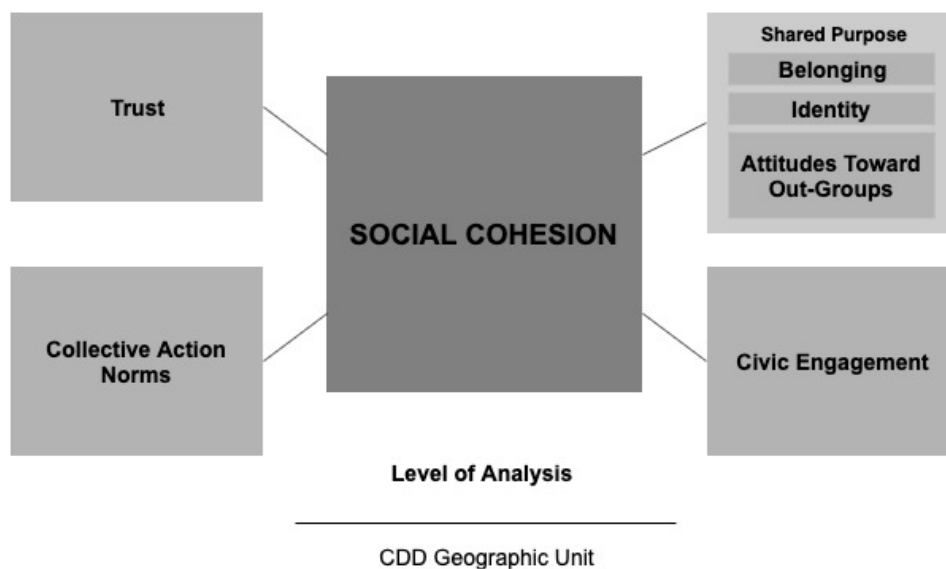 Trust
SOCIAL COHESION
Shared Purpose
Belonging
Identity
Attitudes Toward
Out-Groups
Collective Action
Norms
Civic Engagement
Level of Analysis
CDD Geographic Unit